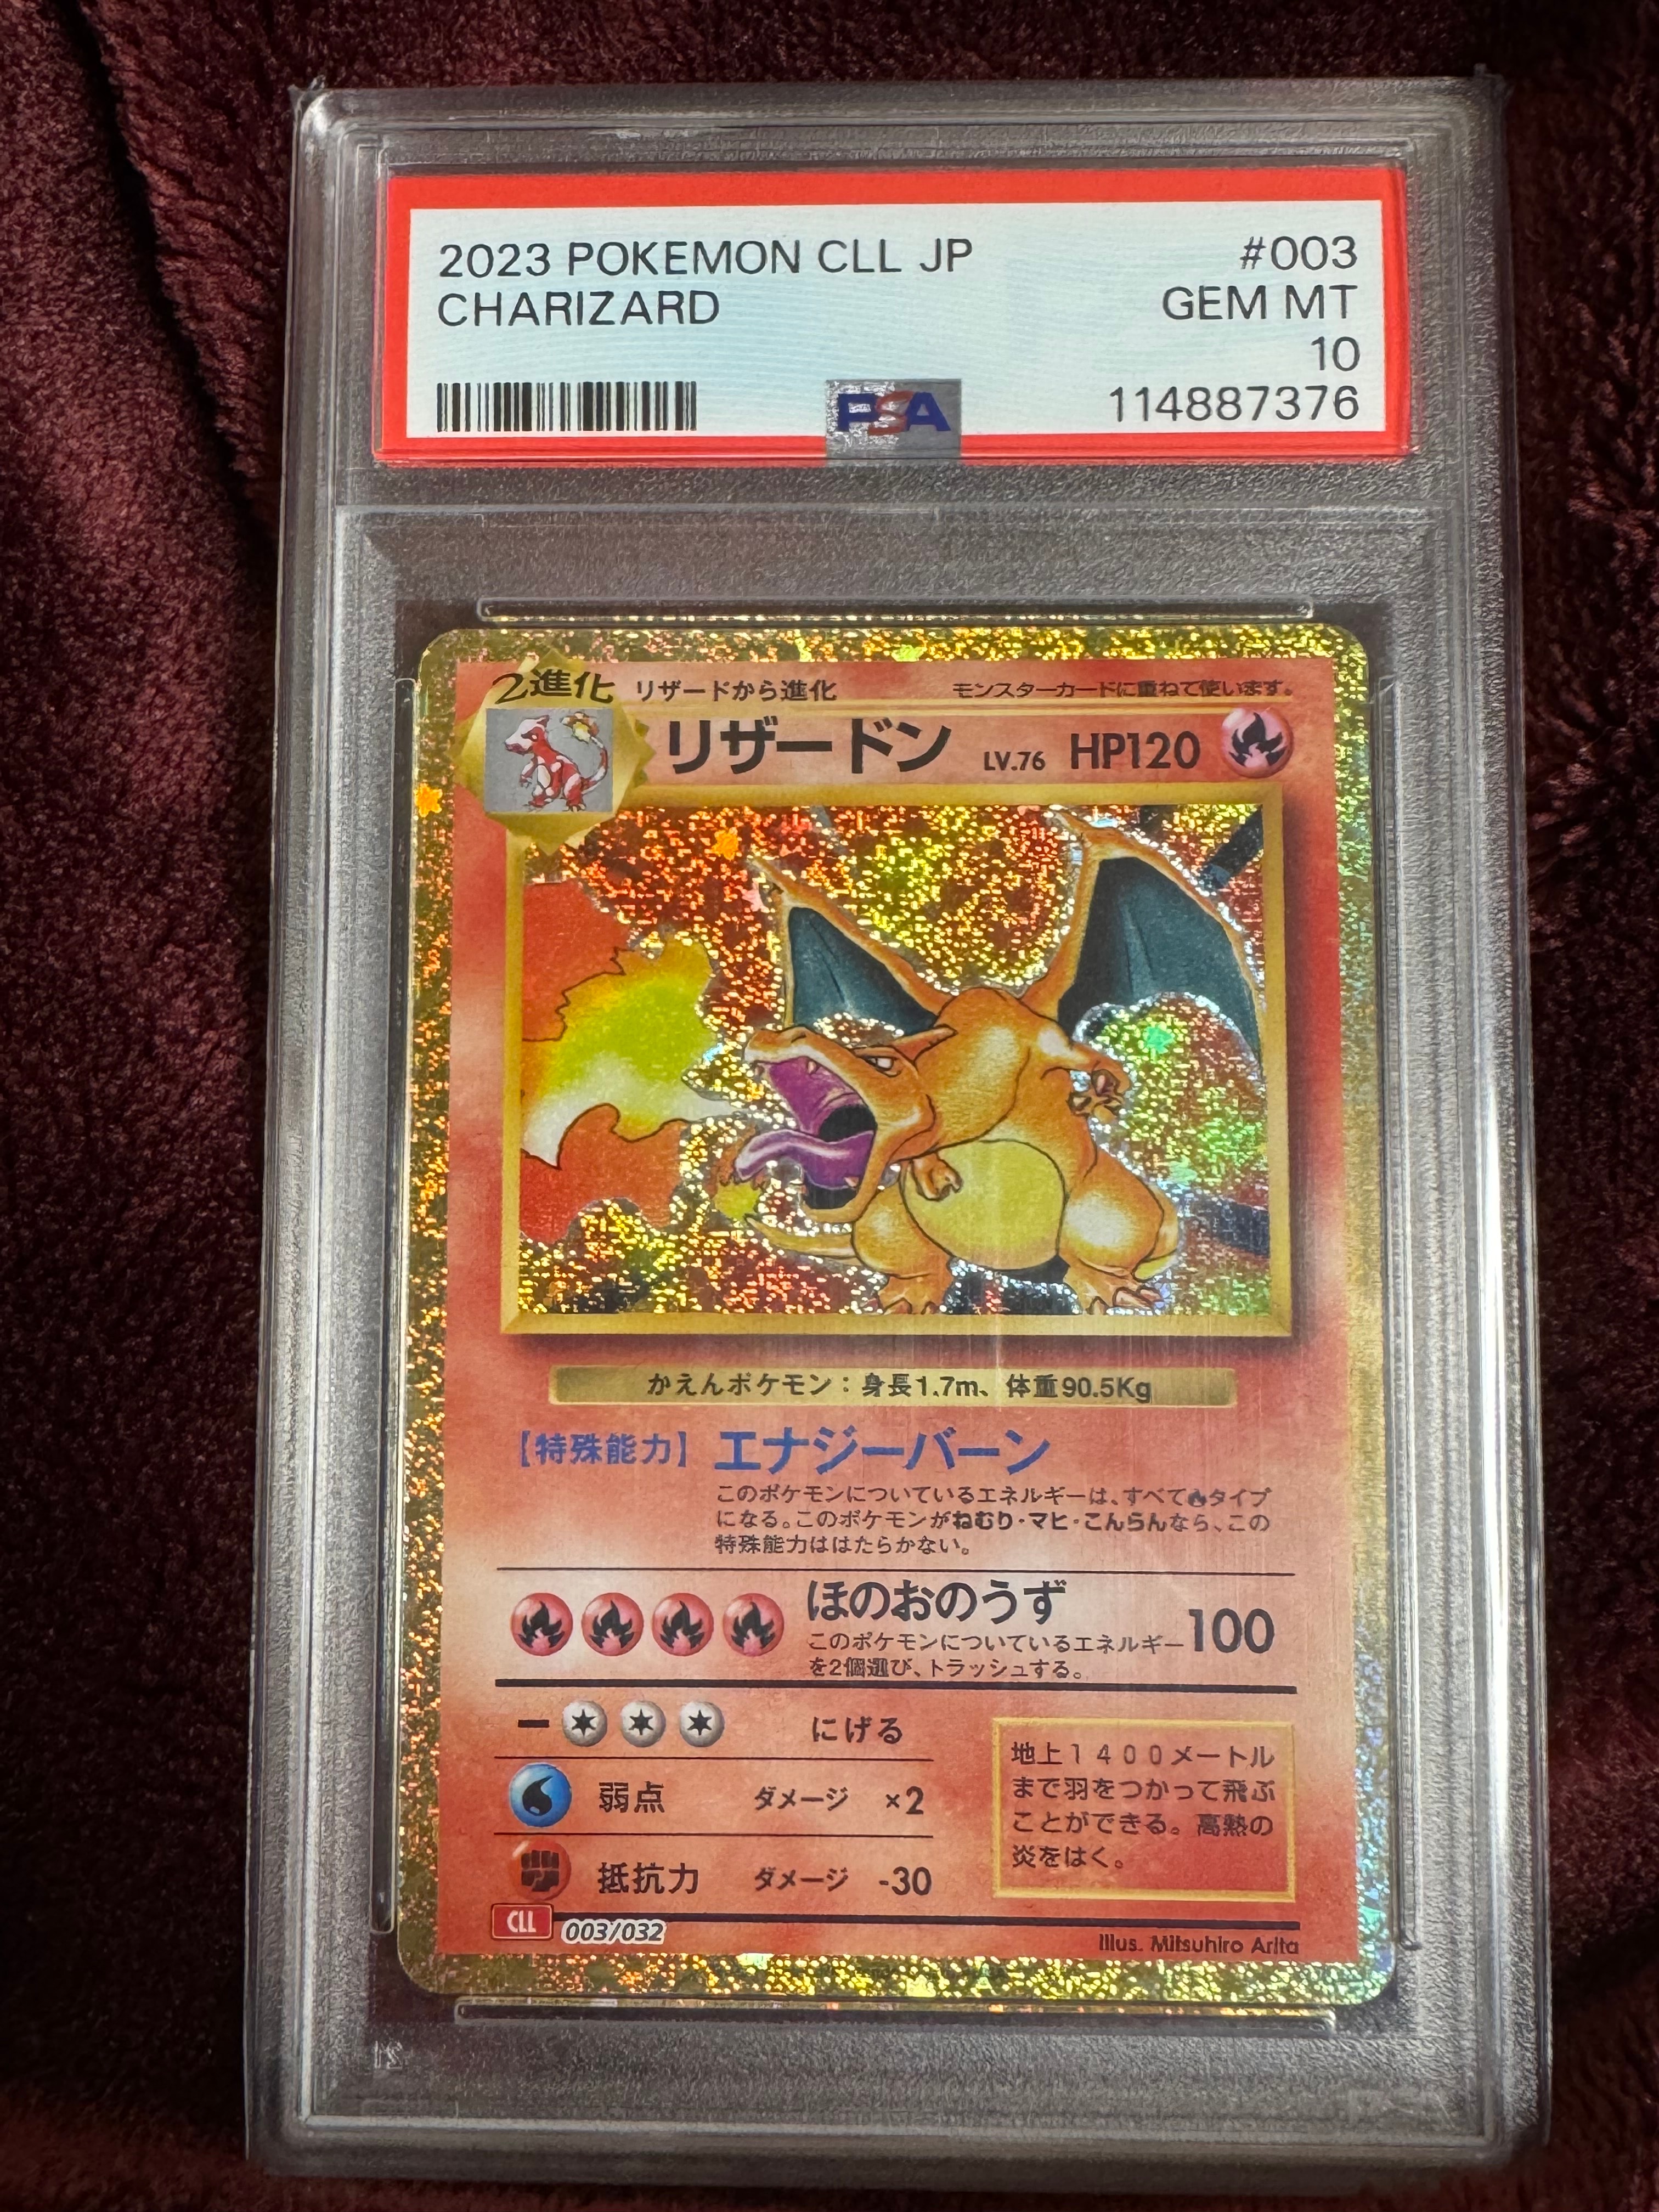 2023 POKEMON CLL JP #003
CHARIZARD GEM MT
10
PSA 114887376
2進化 リザードから進化 モンスターカードに重ねて使います。
リザードン LV.76 HP120
かえんポケモン：身長1.7m、体重90.5Kg
【特殊能力】 エナジーバーン
このポケモンについているエネルギーは、すべて🔥タイプ
になる。このポケモンがねむり・マヒ・こんらんなら、この
特殊能力ははたらかない。
ほのおのうず 100
このポケモンについているエネルギー
を2個選び、トラッシュする。
ー にげる
弱点 ダメージ ×2
抵抗力 ダメージ -30
地上1400メートル
まで羽をつかって飛ぶ
ことができる。高熱の
炎をはく。
CLL 003/032
Illus. Mitsuhiro Arita